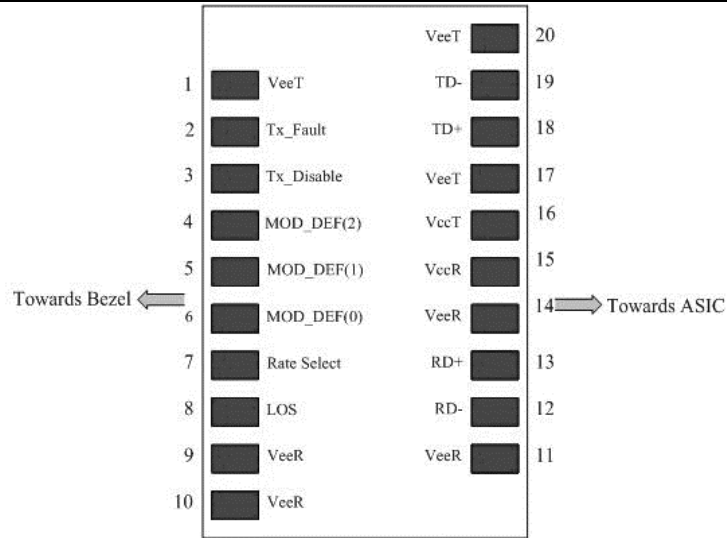 VeeT 20
1 VeeT TD- 19
2 Tx_Fault TD+ 18
3 Tx_Disable VeeT 17
4 MOD_DEF(2) VccT 16
5 MOD_DEF(1) VccR 15
Towards Bezel 14 Towards ASIC
6 MOD_DEF(0) VeeR
7 Rate Select RD+ 13
8 LOS RD- 12
9 VeeR VeeR 11
10 VeeR